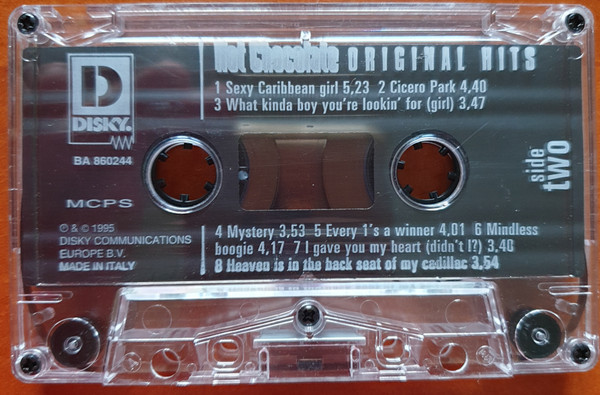 Hot Chocolate ORIGINAL HITS
1 Sexy Caribbean girl 5,23 2 Cicero Park 4,40
3 What kinda boy you're lookin' for (girl) 3,47
D
DISKY.
BA 860244
MCPS
side
two
℗ & © 1995
DISKY COMMUNICATIONS
EUROPE B.V.
MADE IN ITALY
4 Mystery 3,53 5 Every 1's a winner 4,01 6 Mindless
boogie 4,17 7 I gave you my heart (didn't I?) 3,40
8 Heaven is in the back seat of my cadillac 3,54